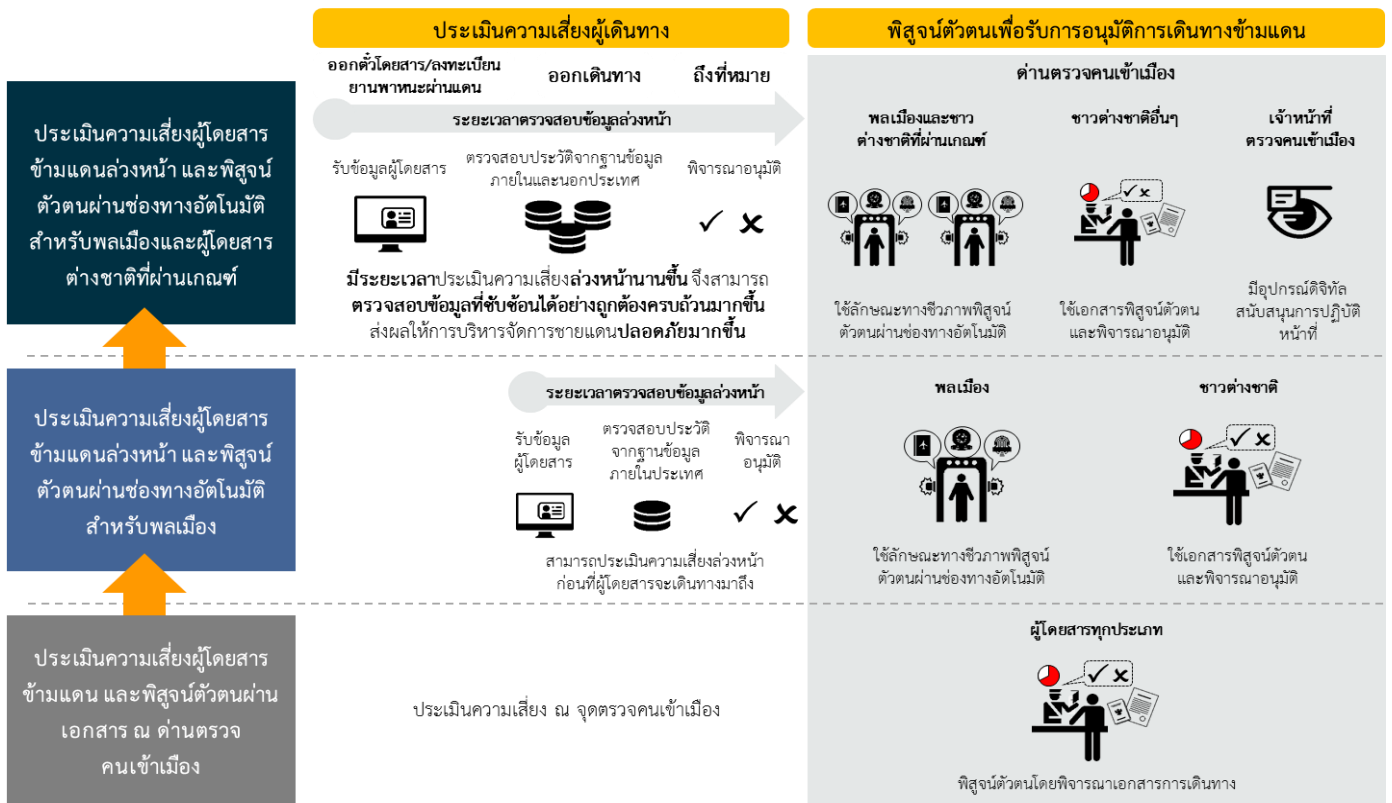 ประเมินความเสี่ยงผู้เดินทาง
พิสูจน์ตัวตนเพื่อรับการอนุมัติการเดินทางข้ามแดน
ประเมินความเสี่ยงผู้โดยสาร
ข้ามแดนล่วงหน้า และพิสูจน์
ตัวตนผ่านช่องทางอัตโนมัติ
สำหรับพลเมืองและผู้โดยสาร
ต่างชาติที่ผ่านเกณฑ์
ออกตั๋วโดยสาร/ลงทะเบียน
ยานพาหนะผ่านแดน
ออกเดินทาง
ถึงที่หมาย
ระยะเวลาตรวจสอบข้อมูลล่วงหน้า
รับข้อมูลผู้โดยสาร
ตรวจสอบประวัติจากฐานข้อมูล
ภายในและนอกประเทศ
พิจารณาอนุมัติ
มีระยะเวลาประเมินความเสี่ยงล่วงหน้านานขึ้น จึงสามารถ
ตรวจสอบข้อมูลที่ซับซ้อนได้อย่างถูกต้องครบถ้วนมากขึ้น
ส่งผลให้การบริหารจัดการชายแดนปลอดภัยมากขึ้น
ด่านตรวจคนเข้าเมือง
พลเมืองและชาว
ต่างชาติที่ผ่านเกณฑ์
ใช้ลักษณะทางชีวภาพพิสูจน์
ตัวตนผ่านช่องทางอัตโนมัติ
ชาวต่างชาติอื่นๆ
ใช้เอกสารพิสูจน์ตัวตน
และพิจารณาอนุมัติ
เจ้าหน้าที่
ตรวจคนเข้าเมือง
มีอุปกรณ์ดิจิทัล
สนับสนุนการปฏิบัติ
หน้าที่
ประเมินความเสี่ยงผู้โดยสาร
ข้ามแดนล่วงหน้า และพิสูจน์
ตัวตนผ่านช่องทางอัตโนมัติ
สำหรับพลเมือง
ระยะเวลาตรวจสอบข้อมูลล่วงหน้า
รับข้อมูล
ผู้โดยสาร
ตรวจสอบประวัติ
จากฐานข้อมูล
ภายในประเทศ
พิจารณา
อนุมัติ
สามารถประเมินความเสี่ยงล่วงหน้า
ก่อนที่ผู้โดยสารจะเดินทางมาถึง
พลเมือง
ใช้ลักษณะทางชีวภาพพิสูจน์
ตัวตนผ่านช่องทางอัตโนมัติ
ชาวต่างชาติ
ใช้เอกสารพิสูจน์ตัวตน
และพิจารณาอนุมัติ
ประเมินความเสี่ยงผู้โดยสาร
ข้ามแดน และพิสูจน์ตัวตนผ่าน
เอกสาร ณ ด่านตรวจ
คนเข้าเมือง
ประเมินความเสี่ยง ณ จุดตรวจคนเข้าเมือง
ผู้โดยสารทุกประเภท
พิสูจน์ตัวตนโดยพิจารณาเอกสารการเดินทาง